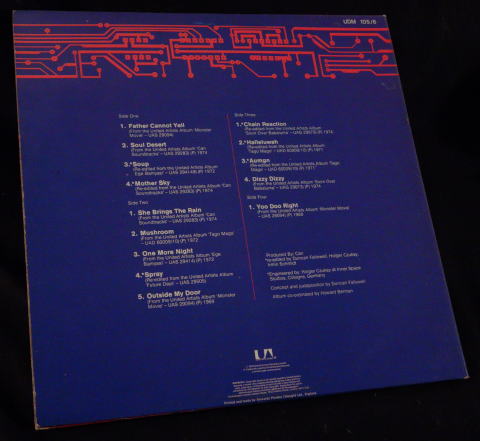 UDM 105/6
Side One
1. Father Cannot Yell
(From the United Artists Album 'Monster
Movie' - UAS 29094)
2. Soul Desert
(From the United Artists Album 'Can
Soundtracks' - UAS 29283) (P) 1974
3.*Soup
(Re-edited from the United Artists Album
Ege Bamyasi' - UAS 29414) (P) 1972
4.*Mother Sky
(Re-edited from the United Artists Album 'Can
Soundtracks' - UAS 29283) (P) 1974
Side Two
1. She Brings The Rain
(From the United Artists Album 'Can
Soundtracks' - UAS 29283) (P) 1974
2. Mushroom
(From the United Artists Album 'Tago Mago'
- UAD 60009/10) (P) 1972
3. One More Night
(From the United Artists Album 'Ege
Bamyasi' - UAS 29414) (P) 1972
4.*Spray
(Re-edited from the United Artists Album
'Future Days' - UAS 29505)
5. Outside My Door
(From the United Artists Album 'Monster
Movie' - UAS 29094) (P) 1969
Side Three
1.*Chain Reaction
(Re-edited from the United Artists Album
'Soon Over Babaluma' - UAS 29673) (P) 1974
2.*Halleluwah
(Re-edited from the United Artists Album
'Tago Mago' - UAD 60009/10) (P) 1971
3.*Aumgn
(Re-edited from the United Artists Album 'Tago
Mago' - UAD 60009/10) (P) 1971
4. Dizzy Dizzy
(From the United Artists Album 'Soon Over
Babaluma' - UAS 29673) (P) 1974
Side Four
1. Yoo Doo Right
(From the United Artists Album 'Monster Movie'
- UAS 29094) (P) 1969
Produced By: Can
*re-edited by Duncan Fallowell, Holger Czukay,
Irmin Schmidt
*Engineered by: Holger Czukay @ Inner Space
Studios, Cologne, Germany
Concept and juxtaposition by Duncan Fallowell
Album co-ordinated by Howard Berman
UA
Printed and made by Garrod &